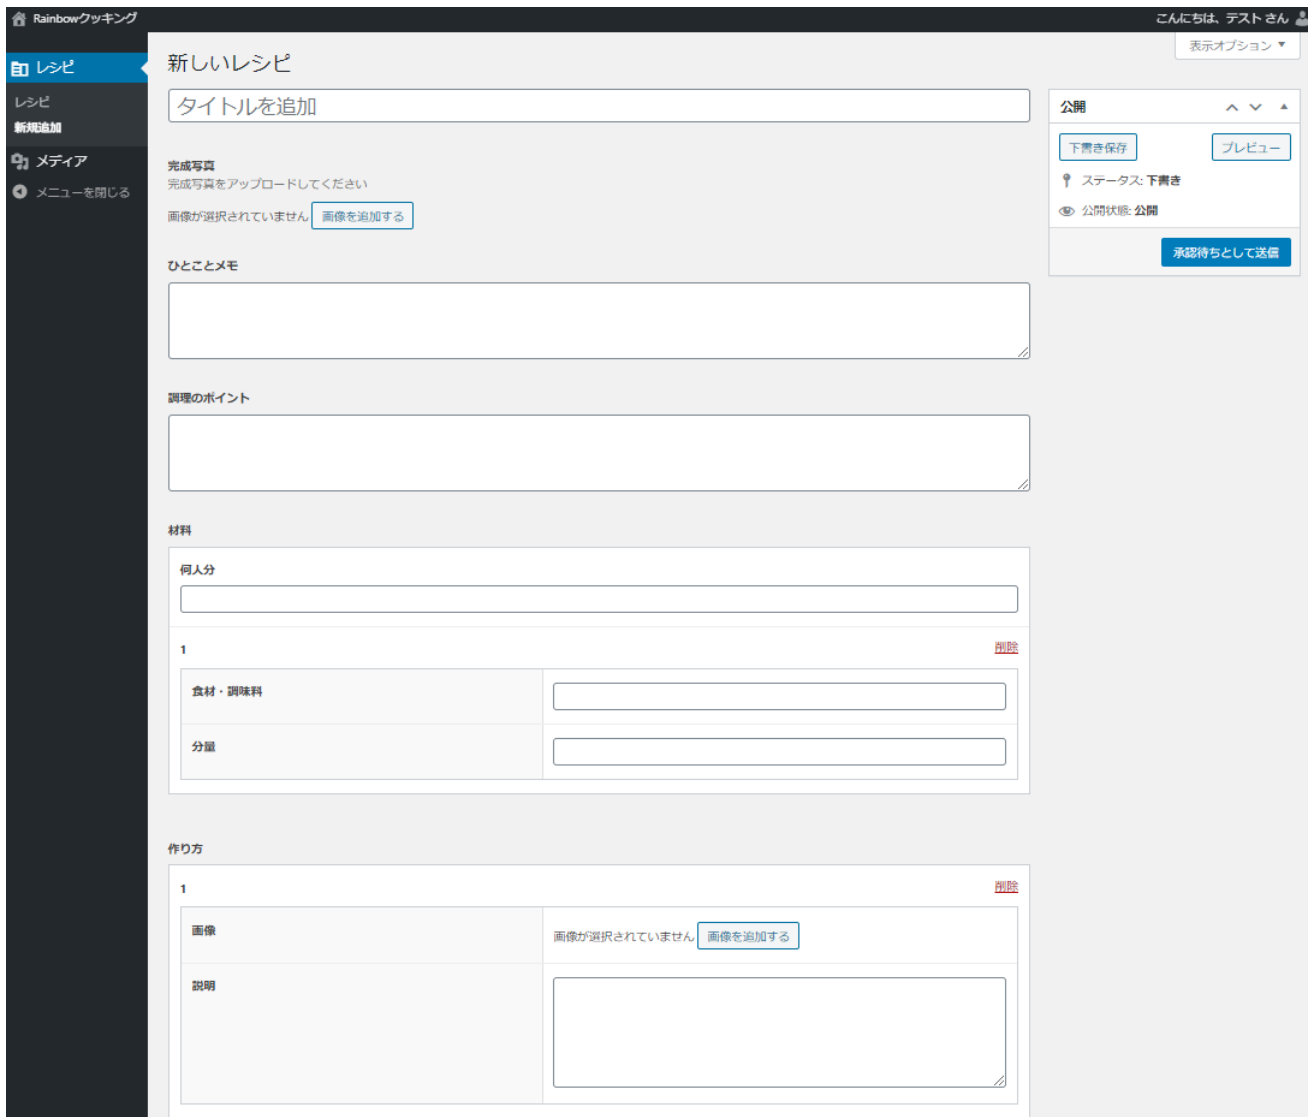 Rainbowクッキング
こんにちは、テスト さん
レシピ
レシピ
新規追加
メディア
メニューを閉じる
表示オプション ▼
新しいレシピ
タイトルを追加
完成写真
完成写真をアップロードしてください
画像が選択されていません 画像を追加する
ひとことメモ
調理のポイント
材料
何人分
1 削除
食材・調味料
分量
作り方
1 削除
画像
画像が選択されていません 画像を追加する
説明
公開
下書き保存 プレビュー
ステータス: 下書き
公開状態: 公開
承認待ちとして送信